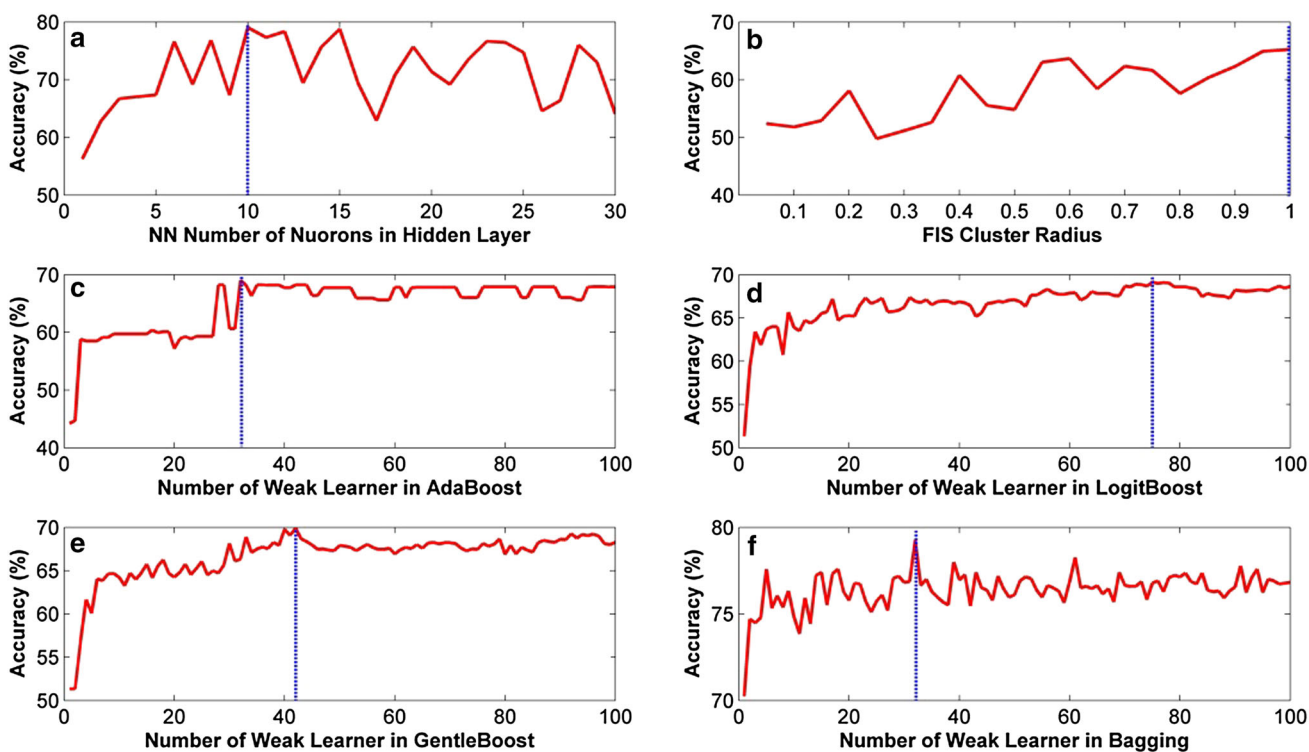 a
Accuracy (%)
80
70
60
50
0 5 10 15 20 25 30
NN Number of Nuorons in Hidden Layer
b
Accuracy (%)
70
60
50
40
0.1 0.2 0.3 0.4 0.5 0.6 0.7 0.8 0.9 1
FIS Cluster Radius
c
Accuracy (%)
70
60
50
40
0 20 40 60 80 100
Number of Weak Learner in AdaBoost
d
Accuracy (%)
70
65
60
55
50
0 20 40 60 80 100
Number of Weak Learner in LogitBoost
e
Accuracy (%)
70
65
60
55
50
0 20 40 60 80 100
Number of Weak Learner in GentleBoost
f
Accuracy (%)
80
75
70
0 20 40 60 80 100
Number of Weak Learner in Bagging